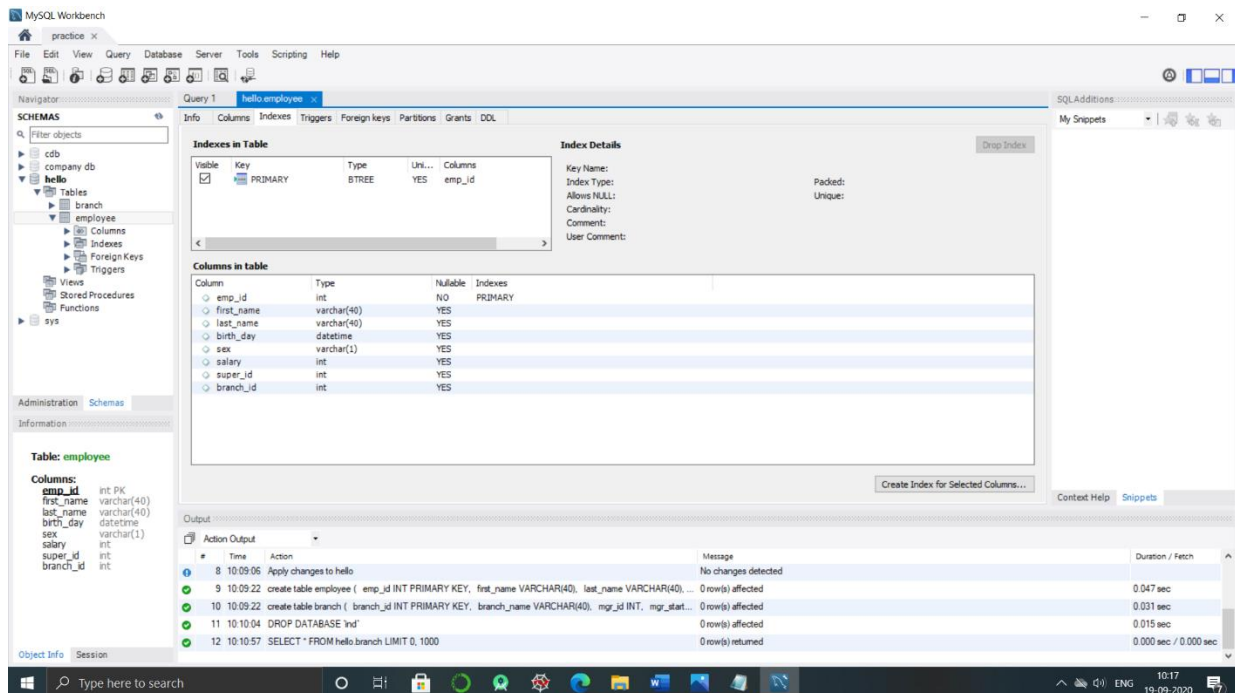 MySQL Workbench
practice
File Edit View Query Database Server Tools Scripting Help
Navigator
SCHEMAS
Filter objects
cdb
company db
hello
Tables
branch
employee
Columns
Indexes
Foreign Keys
Triggers
Views
Stored Procedures
Functions
sys
Administration Schemas
Information
Table: employee
Columns:
emp_id int PK
first_name varchar(40)
last_name varchar(40)
birth_day datetime
sex varchar(1)
salary int
super_id int
branch_id int
Object Info Session
Query 1 hello.employee
Info Columns Indexes Triggers Foreign keys Partitions Grants DDL
Indexes in Table
Visible Key Type Uni... Columns
PRIMARY BTREE YES emp_id
Index Details
Drop Index
Key Name:
Index Type: Packed:
Allows NULL: Unique:
Cardinality:
Comment:
User Comment:
Columns in table
Column Type Nullable Indexes
emp_id int NO PRIMARY
first_name varchar(40) YES
last_name varchar(40) YES
birth_day datetime YES
sex varchar(1) YES
salary int YES
super_id int YES
branch_id int YES
Create Index for Selected Columns...
SQLAdditions
My Snippets
Context Help Snippets
Output
Action Output
# Time Action Message Duration / Fetch
8 10:09:06 Apply changes to hello No changes detected
9 10:09:22 create table employee ( emp_id INT PRIMARY KEY, first_name VARCHAR(40), last_name VARCHAR(40), ... 0 row(s) affected 0.047 sec
10 10:09:22 create table branch ( branch_id INT PRIMARY KEY, branch_name VARCHAR(40), mgr_id INT, mgr_start... 0 row(s) affected 0.031 sec
11 10:10:04 DROP DATABASE `ind` 0 row(s) affected 0.015 sec
12 10:10:57 SELECT * FROM hello.branch LIMIT 0, 1000 0 row(s) returned 0.000 sec / 0.000 sec
Type here to search
ENG
10:17
19-09-2020